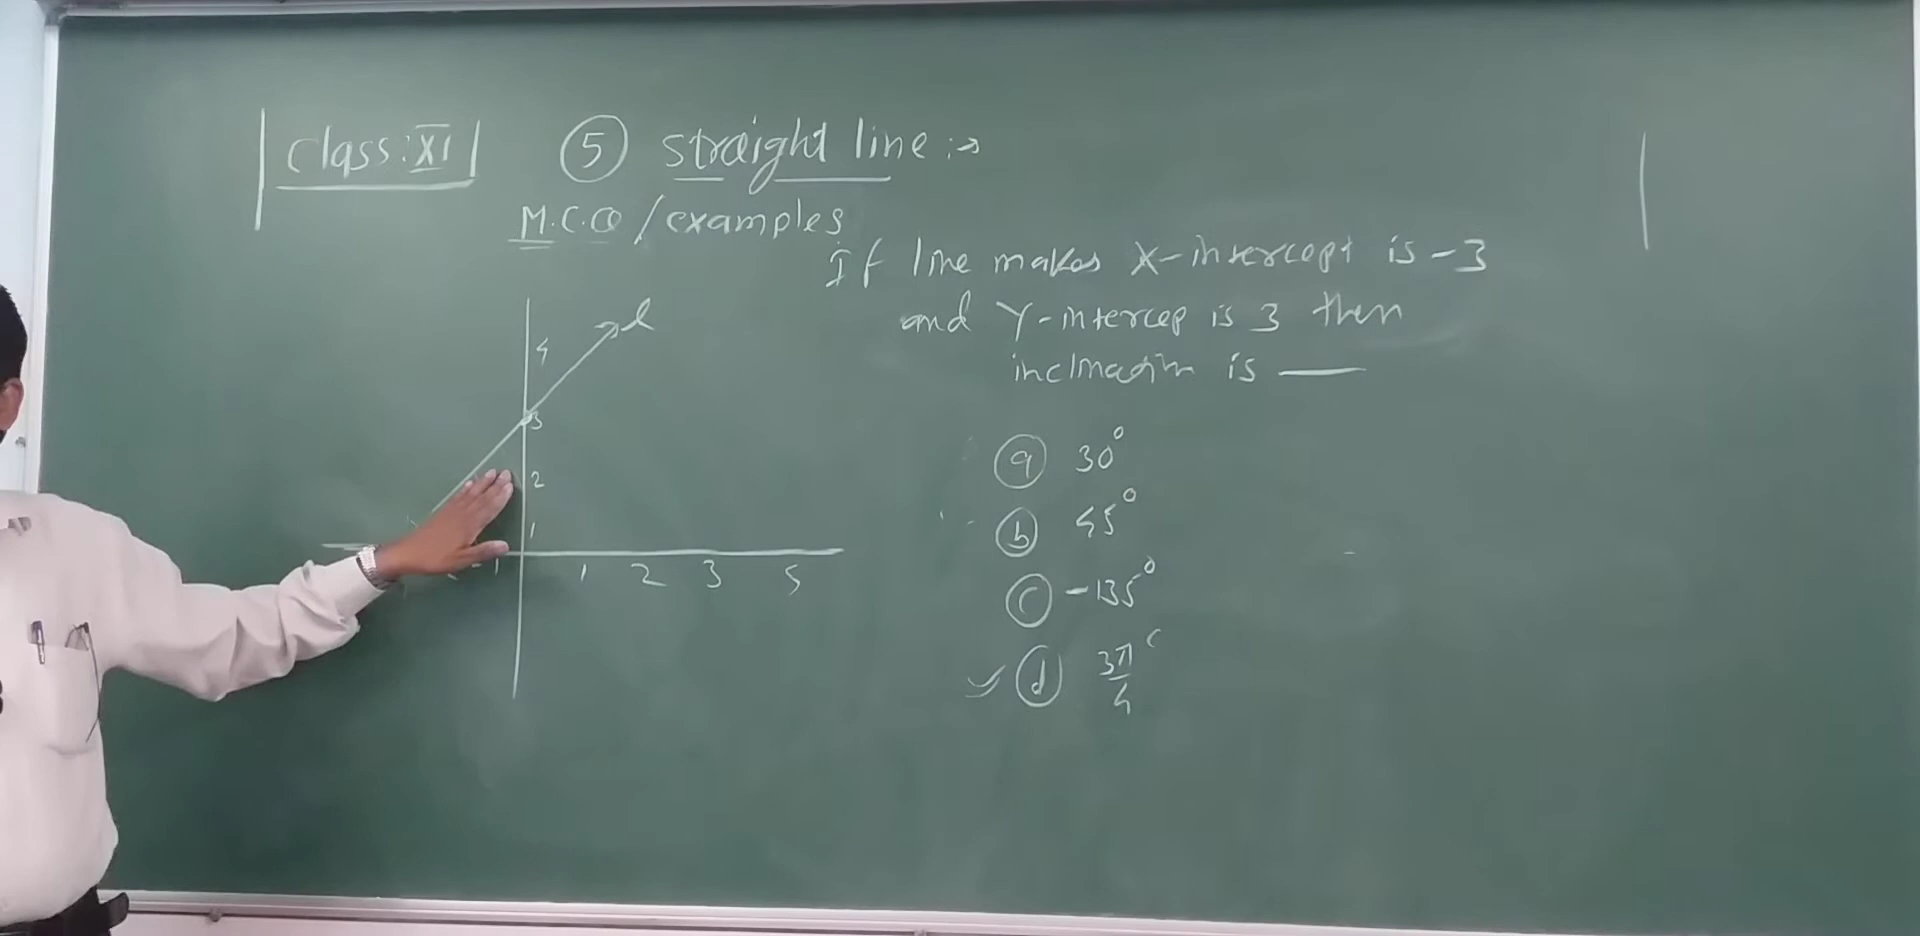 class: XI
5 straight line :→
M.C.Q / examples
If line makes X-intercept is -3
and Y-intercep is 3 then
inclination is ___
l
4
3
2
1
-1 1 2 3 5
a 30°
b 45°
c -135°
d 3π/4 c